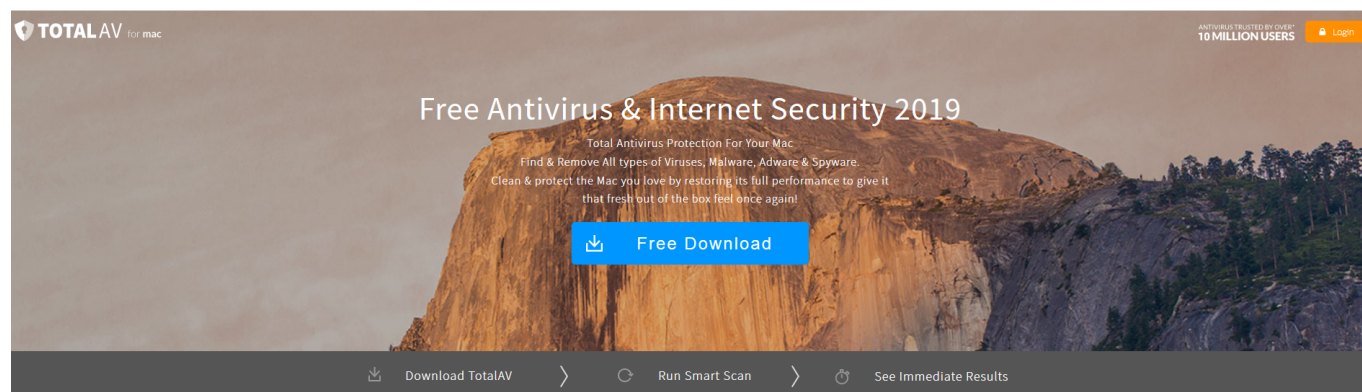 TOTALAV for mac
ANTIVIRUS TRUSTED BY OVER*
10 MILLION USERS
Login
Free Antivirus & Internet Security 2019
Total Antivirus Protection For Your Mac
Find & Remove All types of Viruses, Malware, Adware & Spyware.
Clean & protect the Mac you love by restoring its full performance to give it
that fresh out of the box feel once again!
Free Download
Download TotalAV
Run Smart Scan
See Immediate Results